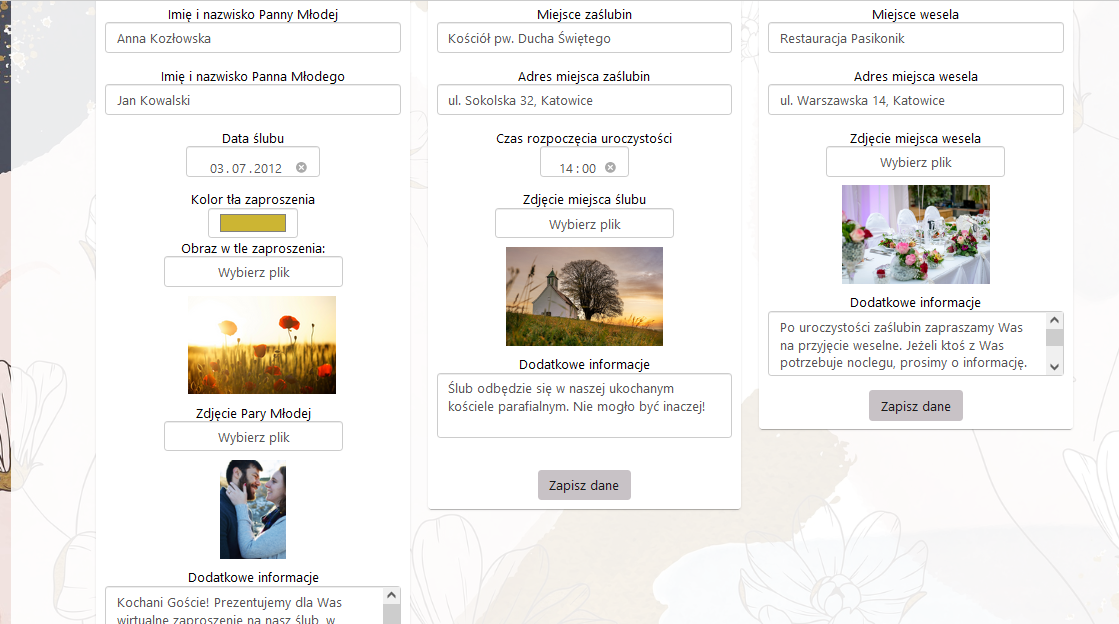 Imię i nazwisko Panny Młodej
Anna Kozłowska
Imię i nazwisko Panna Młodego
Jan Kowalski
Data ślubu
03.07.2012
Kolor tła zaproszenia
Obraz w tle zaproszenia:
Wybierz plik
Zdjęcie Pary Młodej
Wybierz plik
Dodatkowe informacje
Kochani Goście! Prezentujemy dla Was
wirtualne zaproszenie na nasz ślub, w
Miejsce zaślubin
Kościół pw. Ducha Świętego
Adres miejsca zaślubin
ul. Sokolska 32, Katowice
Czas rozpoczęcia uroczystości
14:00
Zdjęcie miejsca ślubu
Wybierz plik
Dodatkowe informacje
Ślub odbędzie się w naszej ukochanym
kościele parafialnym. Nie mogło być inaczej!
Zapisz dane
Miejsce wesela
Restauracja Pasikonik
Adres miejsca wesela
ul. Warszawska 14, Katowice
Zdjęcie miejsca wesela
Wybierz plik
Dodatkowe informacje
Po uroczystości zaślubin zapraszamy Was
na przyjęcie weselne. Jeżeli ktoś z Was
potrzebuje noclegu, prosimy o informację.
Zapisz dane